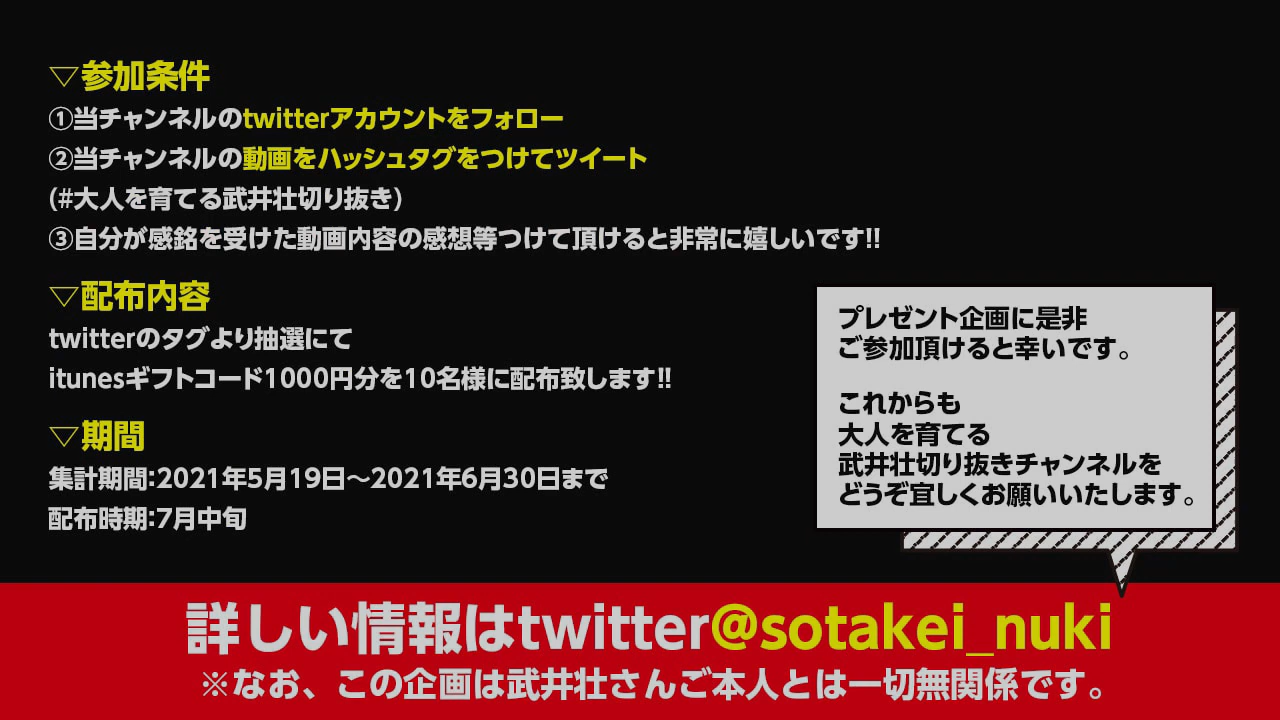 ▽参加条件
①当チャンネルのtwitterアカウントをフォロー
②当チャンネルの動画をハッシュタグをつけてツイート
(#大人を育てる武井壮切り抜き)
③自分が感銘を受けた動画内容の感想等つけて頂けると非常に嬉しいです!!
▽配布内容
twitterのタグより抽選にて
itunesギフトコード1000円分を10名様に配布致します!!
▽期間
集計期間:2021年5月19日～2021年6月30日まで
配布時期:7月中旬
プレゼント企画に是非
ご参加頂けると幸いです。
これからも
大人を育てる
武井壮切り抜きチャンネルを
どうぞ宜しくお願いいたします。
詳しい情報はtwitter@sotakei_nuki
※なお、この企画は武井壮さんご本人とは一切無関係です。